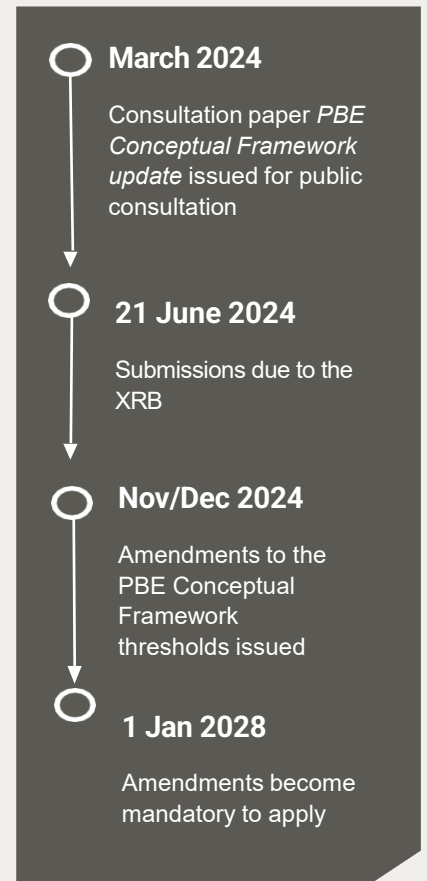 March 2024
Consultation paper PBE
Conceptual Framework
update issued for public
consultation
21 June 2024
Submissions due to the
XRB
Nov/Dec 2024
Amendments to the
PBE Conceptual
Framework
thresholds issued
1 Jan 2028
Amendments become
mandatory to apply